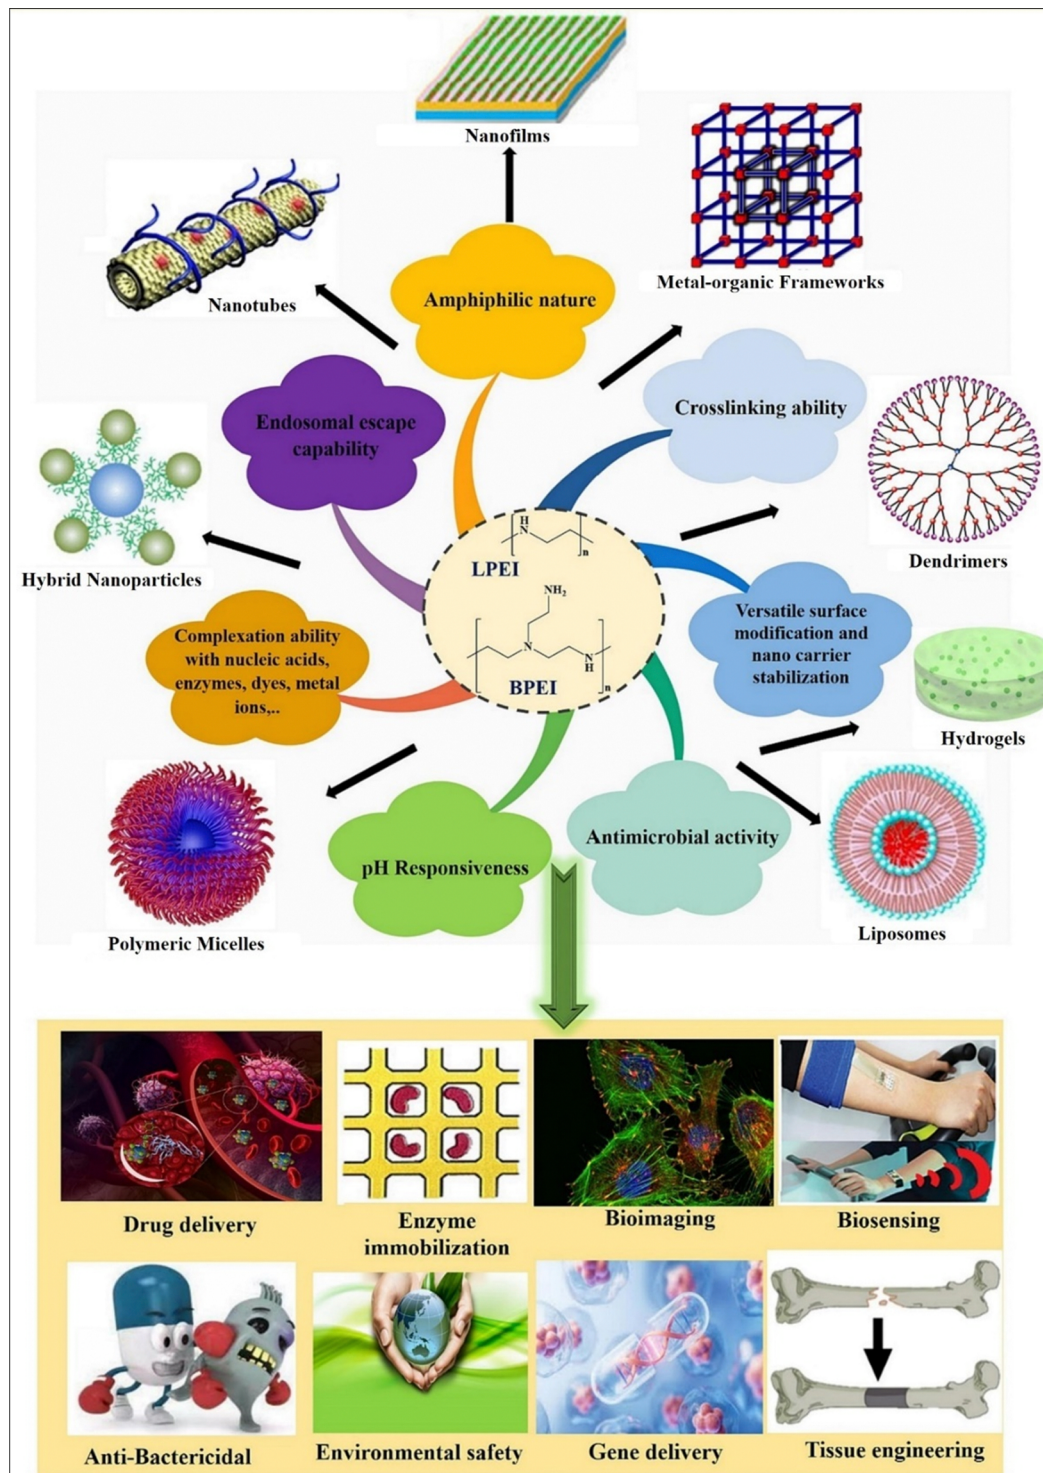 Nanofilms
Metal-organic Frameworks
Nanotubes
Amphiphilic nature
Crosslinking ability
Endosomal escape
capability
Dendrimers
Hybrid Nanoparticles
H
N
n
LPEI
NH₂
N
N
H
n
BPEI
Complexation ability
with nucleic acids,
enzymes, dyes, metal
ions,..
Versatile surface
modification and
nano carrier
stabilization
Hydrogels
pH Responsiveness
Antimicrobial activity
Polymeric Micelles
Liposomes
Drug delivery
Enzyme
immobilization
Bioimaging
Biosensing
Anti-Bactericidal
Environmental safety
Gene delivery
Tissue engineering